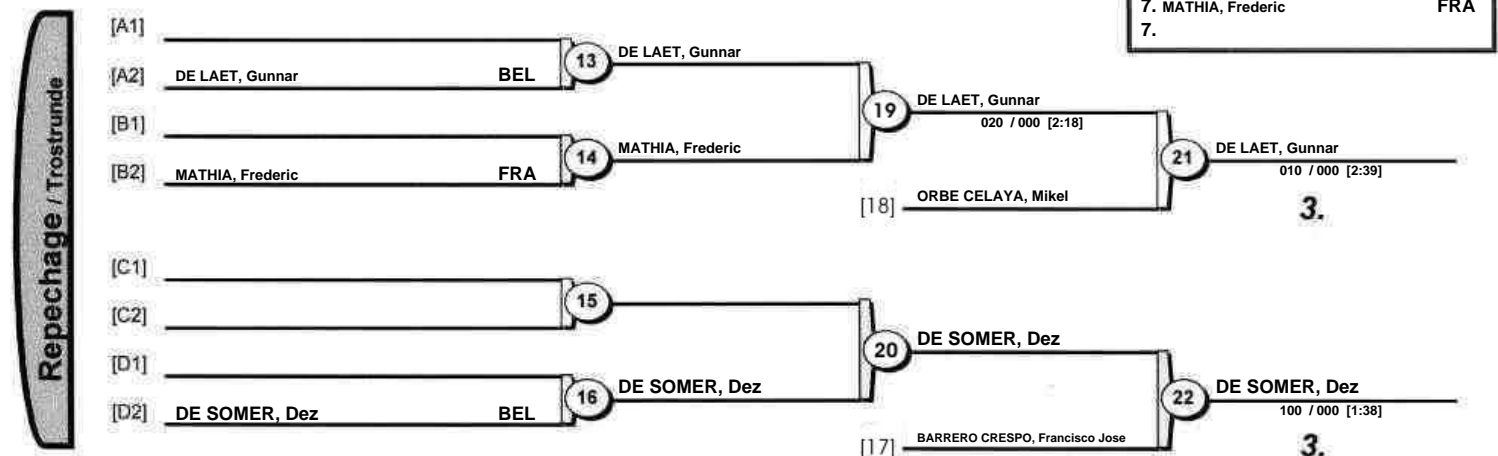 7. MATHIA, Frederic FRA
7.
Repechage / Trostrunde
[A1]
[A2] DE LAET, Gunnar BEL
13 DE LAET, Gunnar
[B1]
[B2] MATHIA, Frederic FRA
14 MATHIA, Frederic
19 DE LAET, Gunnar
020 / 000 [2:18]
[18] ORBE CELAYA, Mikel
21 DE LAET, Gunnar
010 / 000 [2:39]
3.
[C1]
[C2]
15
[D1]
[D2] DE SOMER, Dez BEL
16 DE SOMER, Dez
20 DE SOMER, Dez
[17] BARRERO CRESPO, Francisco Jose
22 DE SOMER, Dez
100 / 000 [1:38]
3.